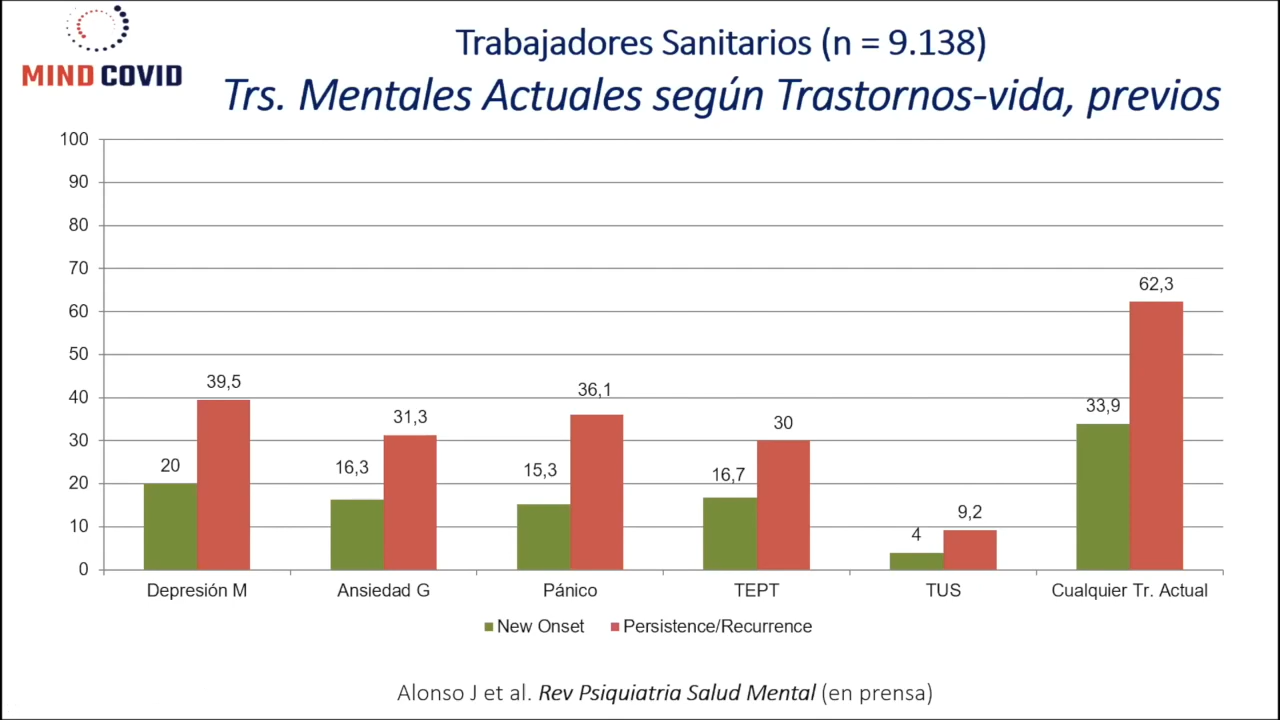 MIND COVID
Trabajadores Sanitarios (n = 9.138)
Trs. Mentales Actuales según Trastornos-vida, previos
100
90
80
70
60
50
40
30
20
10
0
20
39,5
16,3
31,3
15,3
36,1
16,7
30
4
9,2
33,9
62,3
Depresión M
Ansiedad G
Pánico
TEPT
TUS
Cualquier Tr. Actual
New Onset
Persistence/Recurrence
Alonso J et al. Rev Psiquiatria Salud Mental (en prensa)